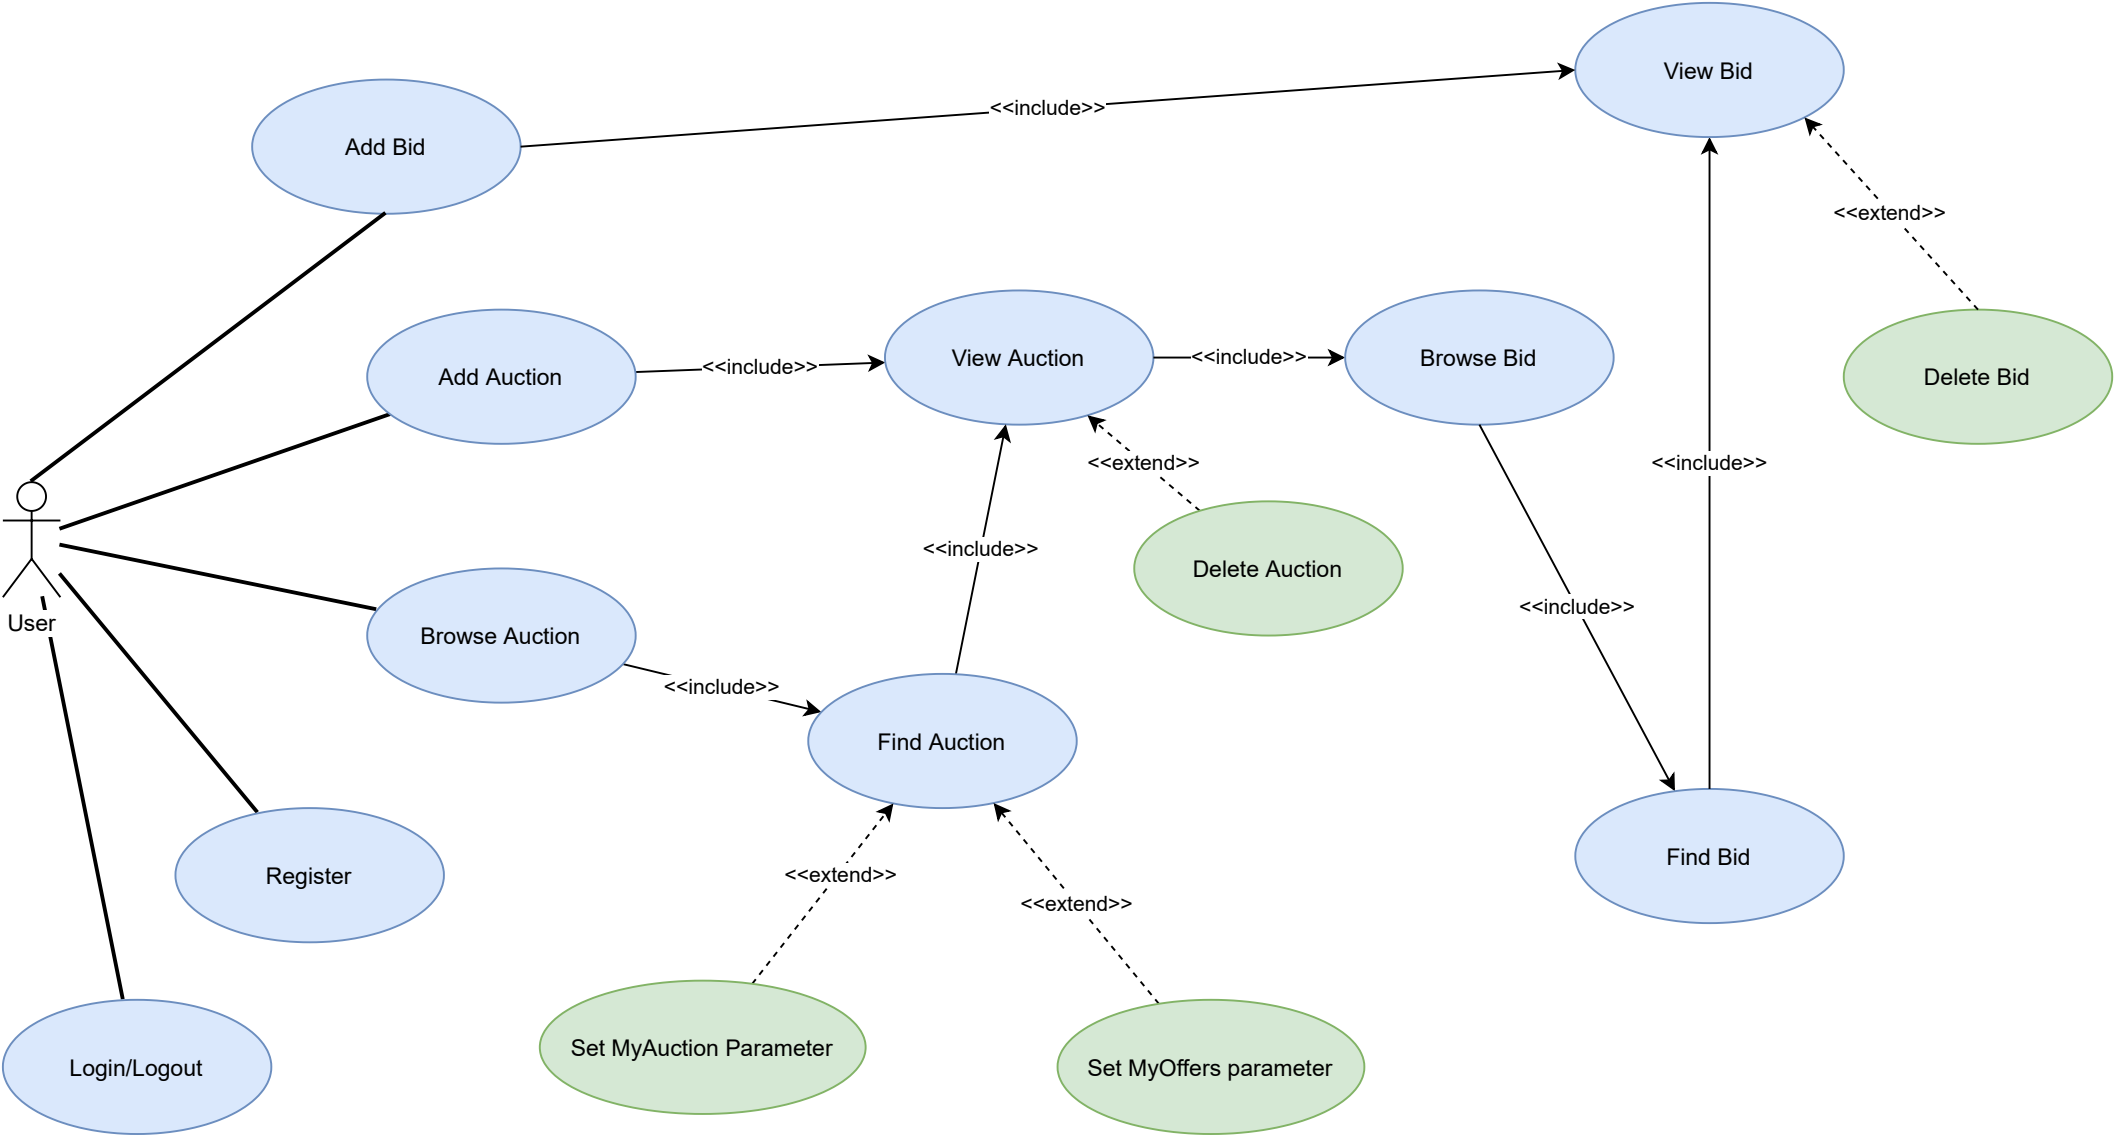 View Bid
<<include>>
Add Bid
<<extend>>
View Auction
<<include>>
Browse Bid
Add Auction
<<include>>
Delete Bid
<<extend>>
<<include>>
<<include>>
Delete Auction
<<include>>
User
Browse Auction
<<include>>
Find Auction
Find Bid
Register
<<extend>>
<<extend>>
Set MyAuction Parameter
Login/Logout
Set MyOffers parameter